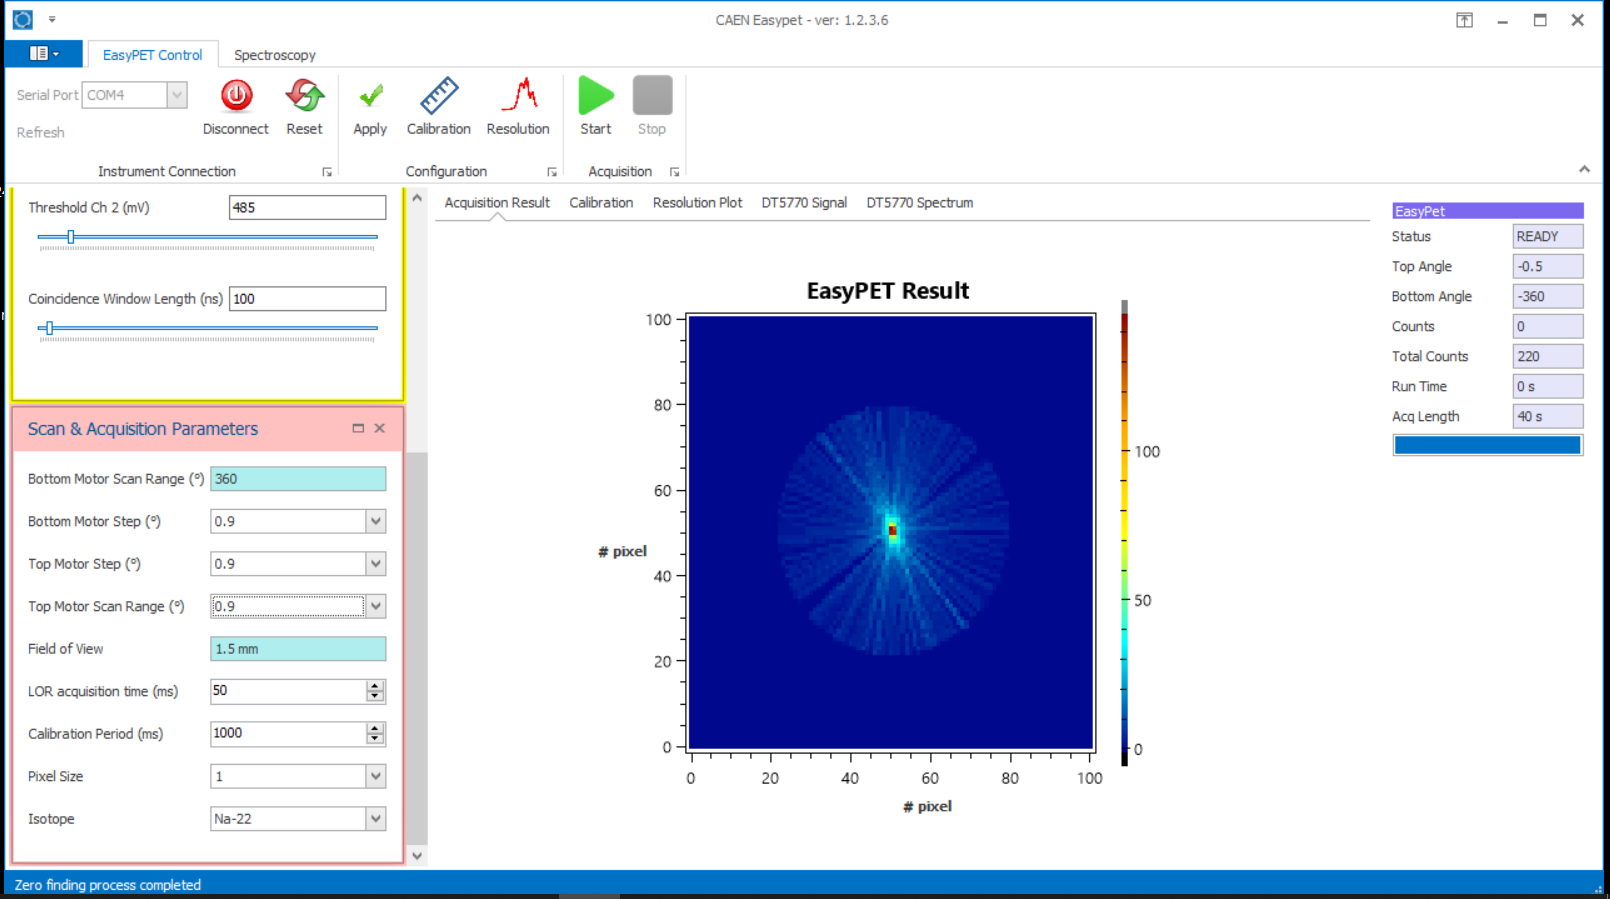 CAEN Easypet - ver: 1.2.3.6
EasyPET Control
Spectroscopy
Serial Port
COM4
Refresh
Disconnect
Reset
Instrument Connection
Apply
Calibration
Resolution
Configuration
Start
Stop
Acquisition
Threshold Ch 2 (mV)
485
Coincidence Window Length (ns)
100
Scan & Acquisition Parameters
Bottom Motor Scan Range (°)
360
Bottom Motor Step (°)
0.9
Top Motor Step (°)
0.9
Top Motor Scan Range (°)
0.9
Field of View
1.5 mm
LOR acquisition time (ms)
50
Calibration Period (ms)
1000
Pixel Size
1
Isotope
Na-22
Acquisition Result
Calibration
Resolution Plot
DT5770 Signal
DT5770 Spectrum
EasyPET Result
100
80
60
40
20
0
# pixel
0
20
40
60
80
100
# pixel
100
50
0
EasyPet
Status
READY
Top Angle
-0.5
Bottom Angle
-360
Counts
0
Total Counts
220
Run Time
0 s
Acq Length
40 s
Zero finding process completed